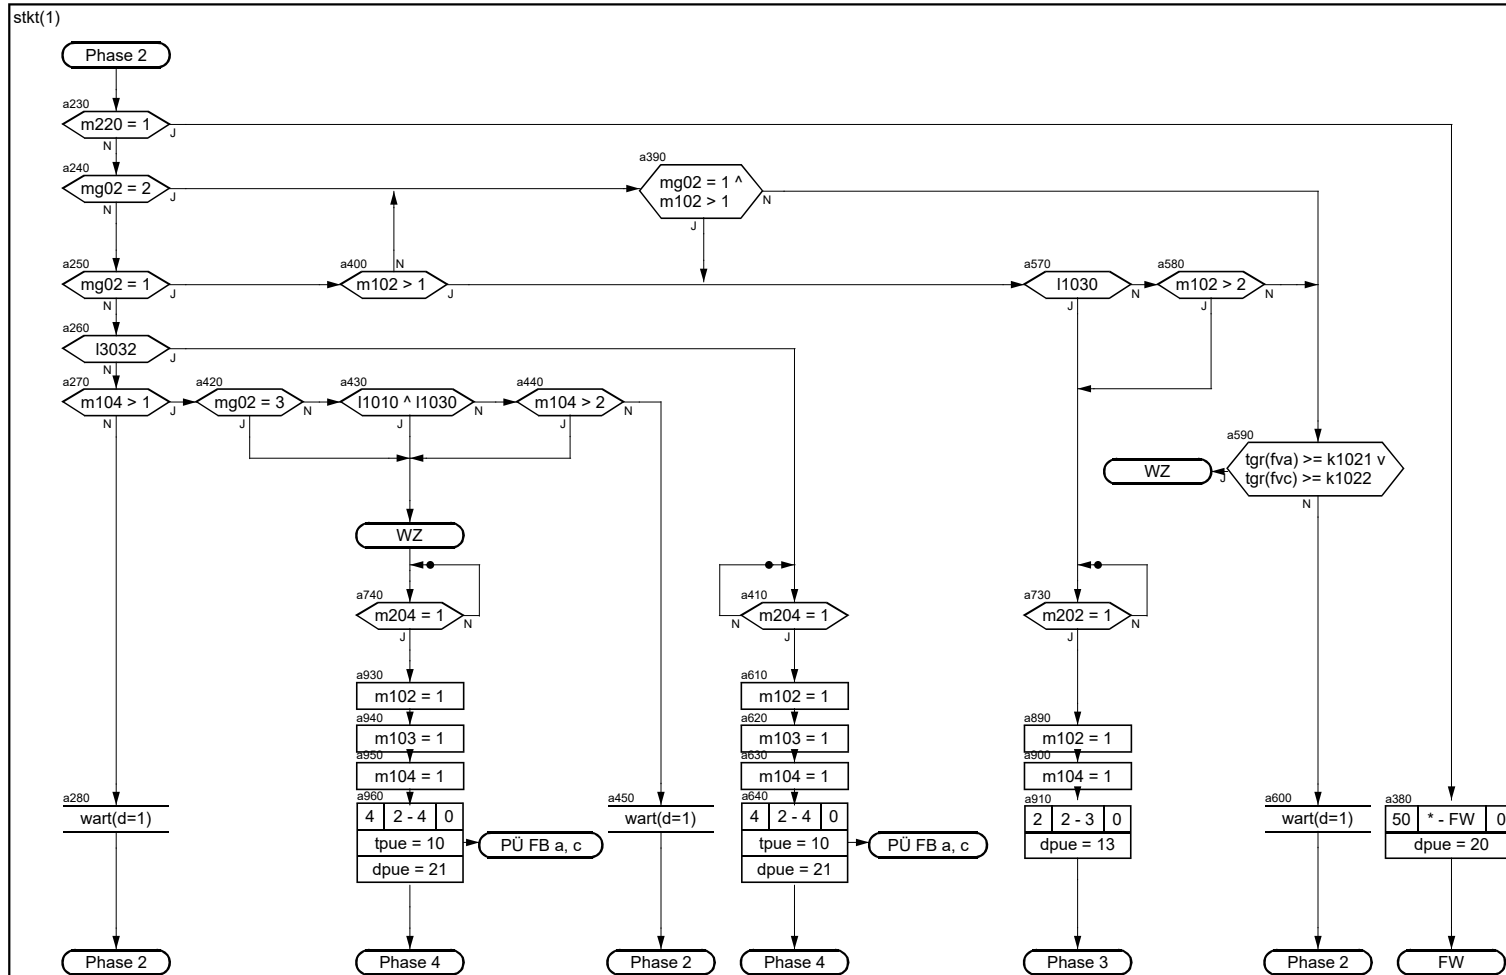 stkt(1)
Phase 2
a230
m220 = 1
J
N
a240
mg02 = 2
J
N
a390
mg02 = 1 ^
m102 > 1
N
J
a250
mg02 = 1
J
N
a400
N
m102 > 1
J
a570
l1030
N
J
a580
m102 > 2
N
J
a260
l3032
J
N
a270
m104 > 1
J
N
a420
mg02 = 3
N
J
a430
l1010 ^ l1030
N
J
a440
m104 > 2
N
J
a590
tgr(fva) >= k1021 v
tgr(fvc) >= k1022
J
N
WZ
WZ
a740
m204 = 1
N
J
a410
m204 = 1
N
J
a730
m202 = 1
N
J
a930
m102 = 1
a940
m103 = 1
a950
m104 = 1
a960
4 2 - 4 0
tpue = 10
dpue = 21
PÜ FB a, c
a610
m102 = 1
a620
m103 = 1
a630
m104 = 1
a640
4 2 - 4 0
tpue = 10
dpue = 21
PÜ FB a, c
a890
m102 = 1
a900
m104 = 1
a910
2 2 - 3 0
dpue = 13
a280
wart(d=1)
a450
wart(d=1)
a600
wart(d=1)
a380
50 * - FW 0
dpue = 20
Phase 2
Phase 4
Phase 2
Phase 4
Phase 3
Phase 2
FW